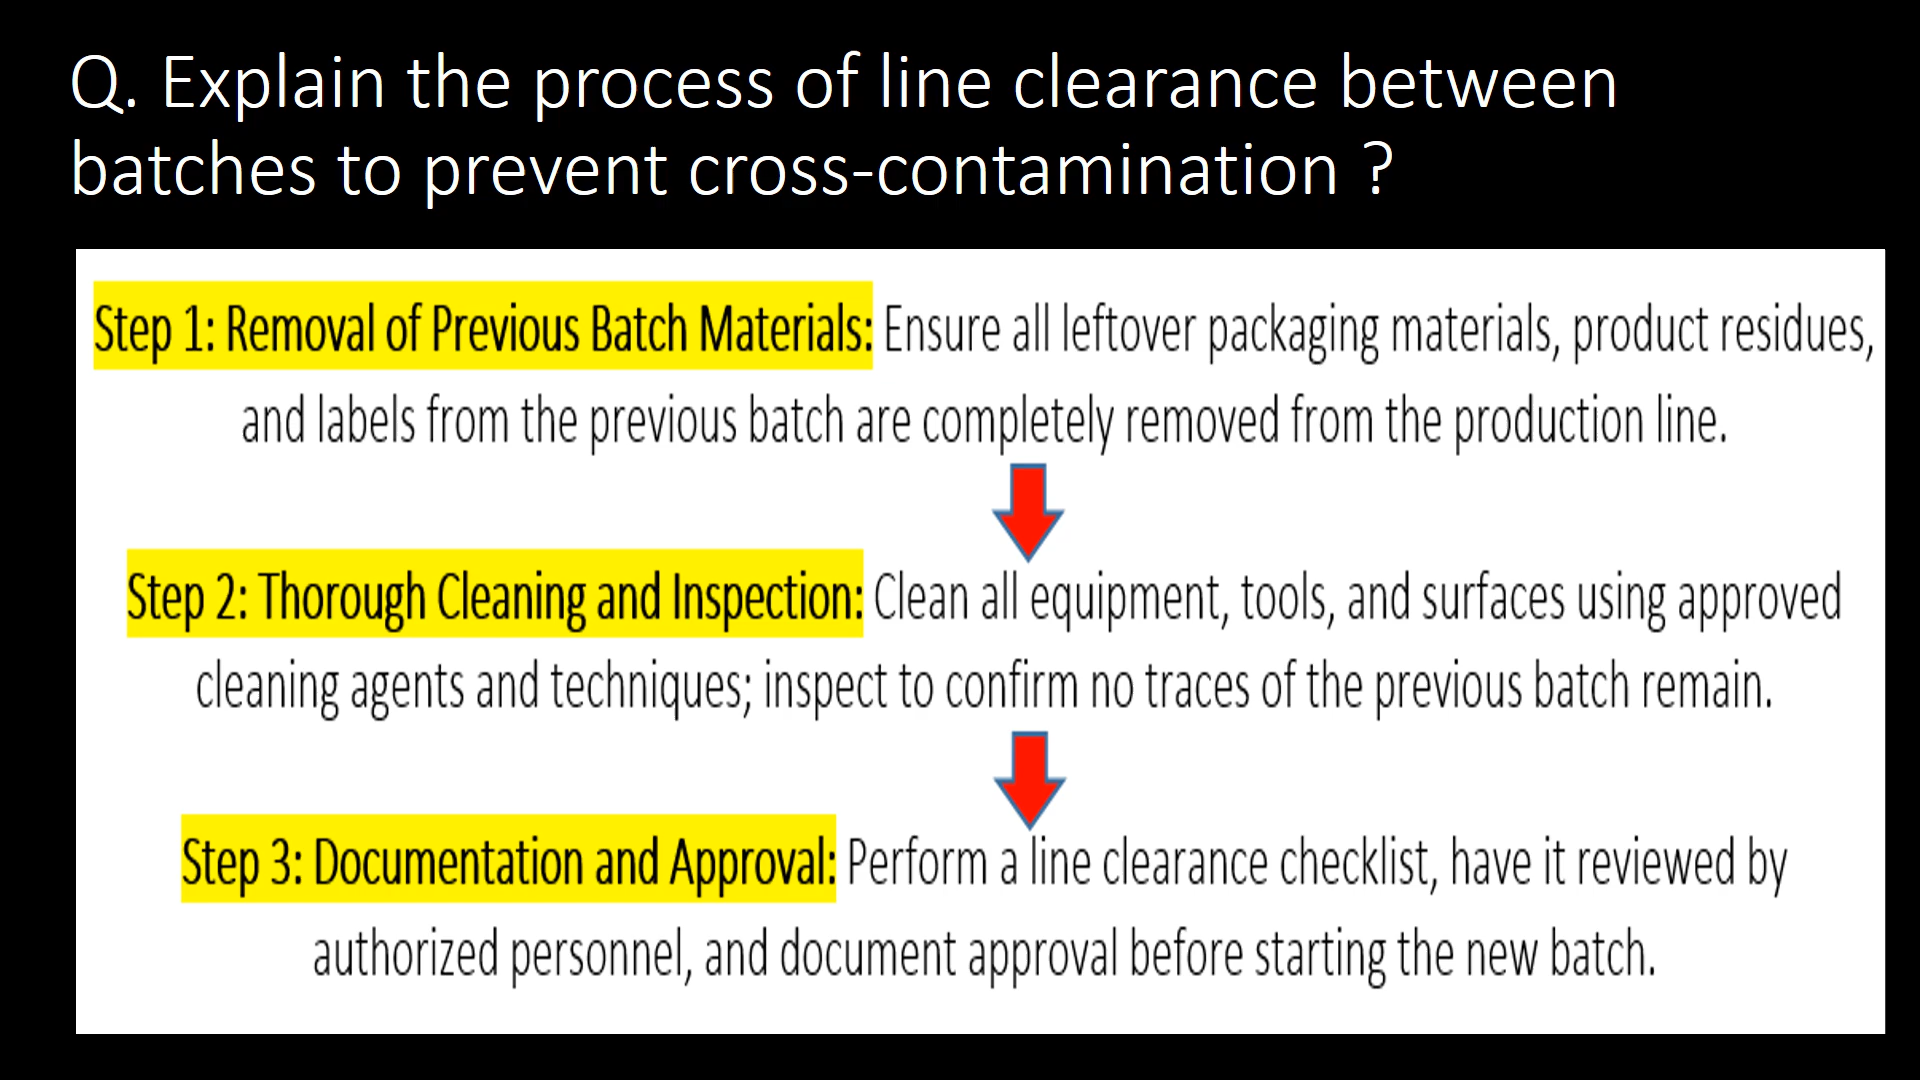 Q. Explain the process of line clearance between
batches to prevent cross-contamination ?
Step 1: Removal of Previous Batch Materials: Ensure all leftover packaging materials, product residues,
and labels from the previous batch are completely removed from the production line.
Step 2: Thorough Cleaning and Inspection: Clean all equipment, tools, and surfaces using approved
cleaning agents and techniques; inspect to confirm no traces of the previous batch remain.
Step 3: Documentation and Approval: Perform a line clearance checklist, have it reviewed by
authorized personnel, and document approval before starting the new batch.